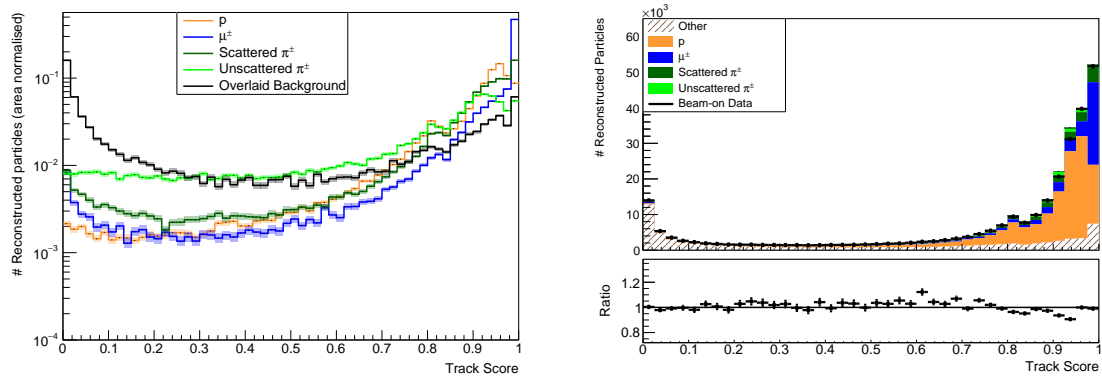 # Reconstructed particles (area normalised)
p
μ±
Scattered π±
Unscattered π±
Overlaid Background
10⁻¹
10⁻²
10⁻³
10⁻⁴
0 0.1 0.2 0.3 0.4 0.5 0.6 0.7 0.8 0.9 1
Track Score
×10³
# Reconstructed Particles
Other
p
μ±
Scattered π±
Unscattered π±
Beam-on Data
60
50
40
30
20
10
0
Ratio
1.2
1
0.8
0 0.1 0.2 0.3 0.4 0.5 0.6 0.7 0.8 0.9 1
Track Score